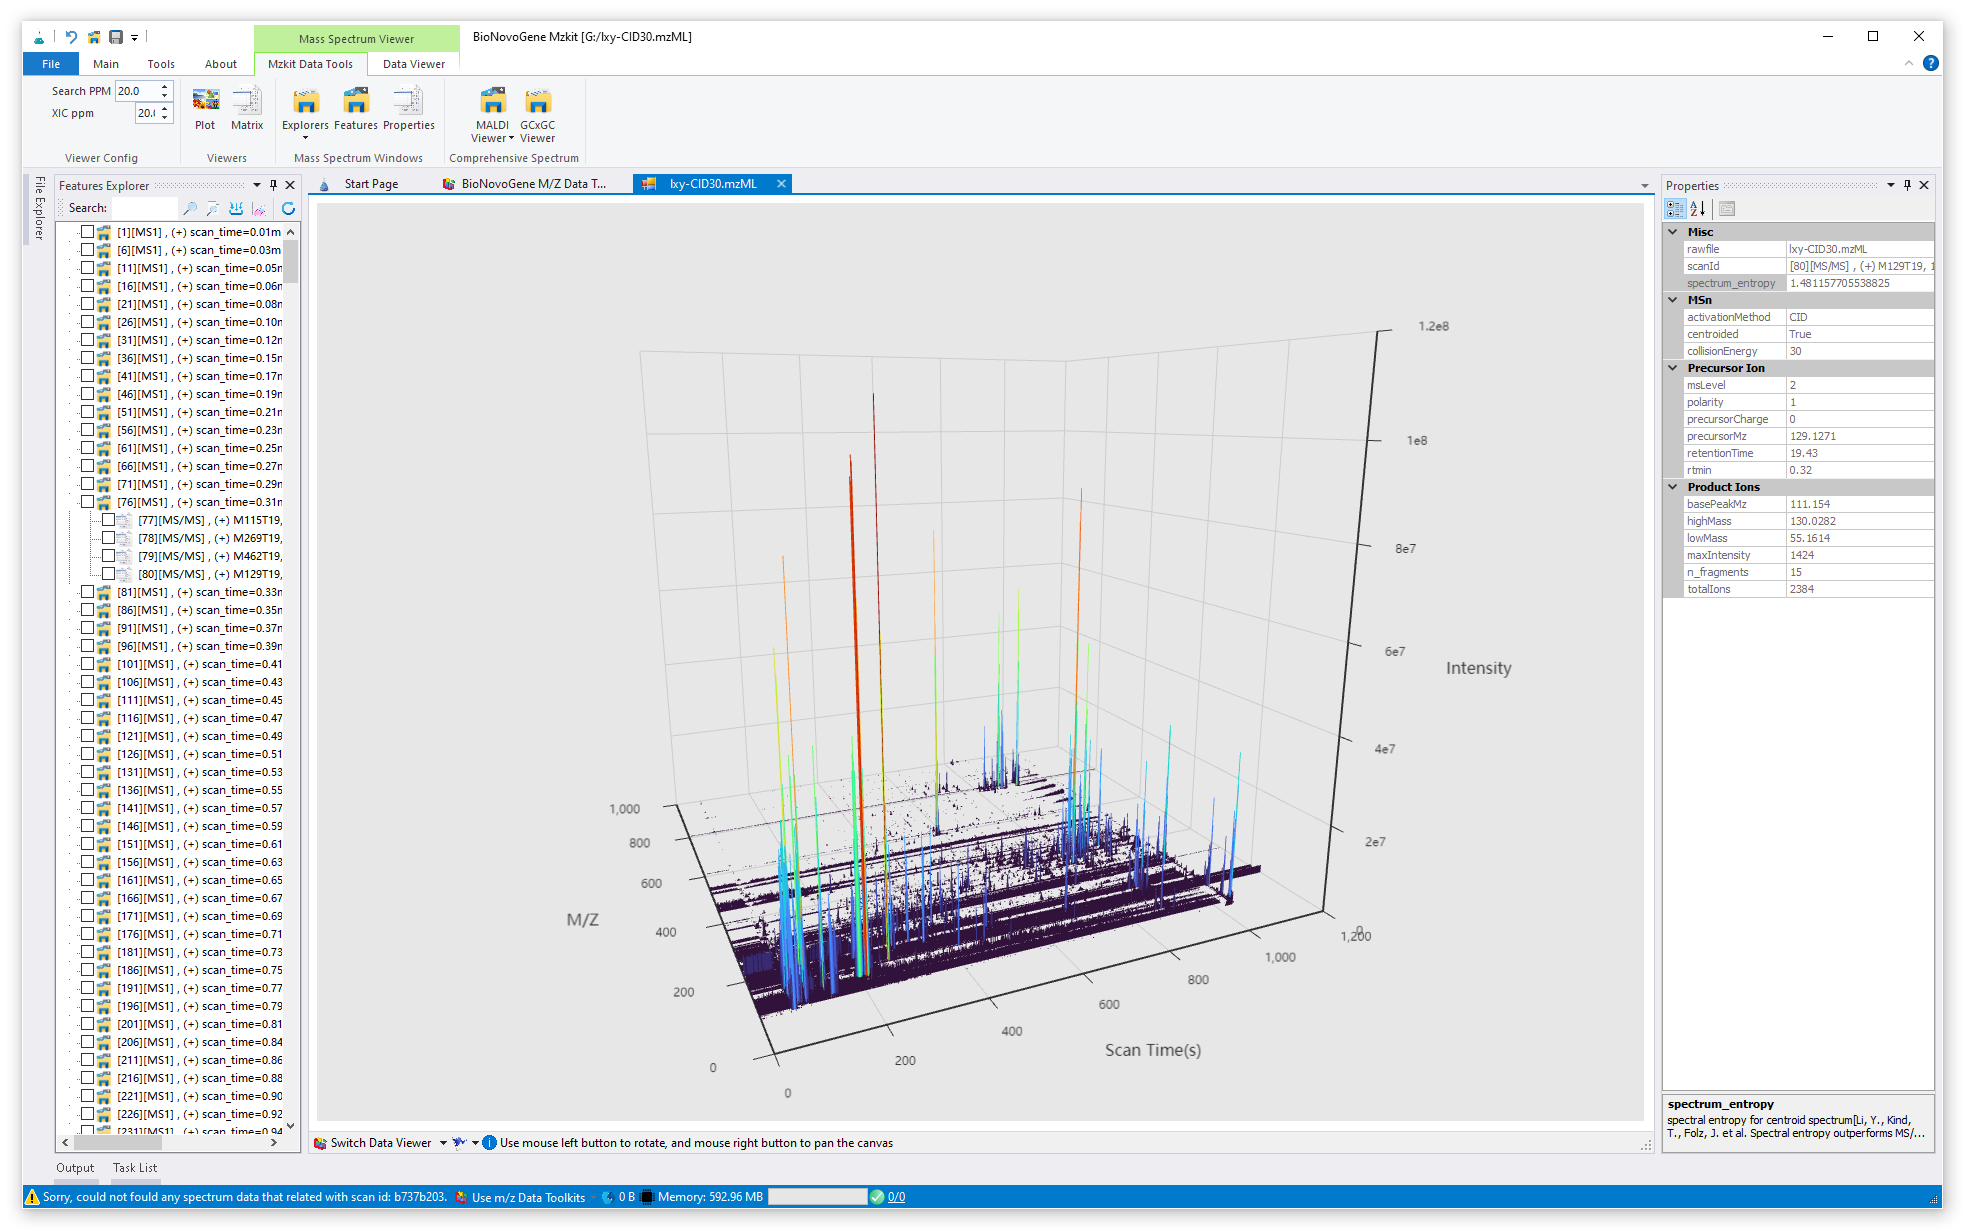 Mass Spectrum Viewer
BioNovoGene Mzkit [G:/lxy-CID30.mzML]
File Main Tools About Mzkit Data Tools Data Viewer
Search PPM 20.0
XIC ppm 20.
Plot Matrix Explorers Features Properties MALDI Viewer GCxGC Viewer
Viewer Config Viewers Mass Spectrum Windows Comprehensive Spectrum
File Explorer
Features Explorer
Search:
[1][MS1] , (+) scan_time=0.01m
[6][MS1] , (+) scan_time=0.03m
[11][MS1] , (+) scan_time=0.05m
[16][MS1] , (+) scan_time=0.06m
[21][MS1] , (+) scan_time=0.08m
[26][MS1] , (+) scan_time=0.10m
[31][MS1] , (+) scan_time=0.12m
[36][MS1] , (+) scan_time=0.15m
[41][MS1] , (+) scan_time=0.17m
[46][MS1] , (+) scan_time=0.19m
[51][MS1] , (+) scan_time=0.21m
[56][MS1] , (+) scan_time=0.23m
[61][MS1] , (+) scan_time=0.25m
[66][MS1] , (+) scan_time=0.27m
[71][MS1] , (+) scan_time=0.29m
[76][MS1] , (+) scan_time=0.31m
[77][MS/MS] , (+) M115T19,
[78][MS/MS] , (+) M269T19,
[79][MS/MS] , (+) M462T19,
[80][MS/MS] , (+) M129T19,
[81][MS1] , (+) scan_time=0.33m
[86][MS1] , (+) scan_time=0.35m
[91][MS1] , (+) scan_time=0.37m
[96][MS1] , (+) scan_time=0.39m
[101][MS1] , (+) scan_time=0.41
[106][MS1] , (+) scan_time=0.43
[111][MS1] , (+) scan_time=0.45
[116][MS1] , (+) scan_time=0.47
[121][MS1] , (+) scan_time=0.49
[126][MS1] , (+) scan_time=0.51
[131][MS1] , (+) scan_time=0.53
[136][MS1] , (+) scan_time=0.55
[141][MS1] , (+) scan_time=0.57
[146][MS1] , (+) scan_time=0.59
[151][MS1] , (+) scan_time=0.61
[156][MS1] , (+) scan_time=0.63
[161][MS1] , (+) scan_time=0.65
[166][MS1] , (+) scan_time=0.67
[171][MS1] , (+) scan_time=0.69
[176][MS1] , (+) scan_time=0.71
[181][MS1] , (+) scan_time=0.73
[186][MS1] , (+) scan_time=0.75
[191][MS1] , (+) scan_time=0.77
[196][MS1] , (+) scan_time=0.79
[201][MS1] , (+) scan_time=0.81
[206][MS1] , (+) scan_time=0.84
[211][MS1] , (+) scan_time=0.86
[216][MS1] , (+) scan_time=0.88
[221][MS1] , (+) scan_time=0.90
[226][MS1] , (+) scan_time=0.92
[231][MS1] , (+) scan_time=0.94
Start Page BioNovoGene M/Z Data T... lxy-CID30.mzML
1.2e8
1e8
8e7
6e7
Intensity
4e7
2e7
1,000
800
600
M/Z
400
200
0
0
200
400
600
800
1,000
1,200
0
Scan Time(s)
Switch Data Viewer Use mouse left button to rotate, and mouse right button to pan the canvas
Properties
Misc
rawfile lxy-CID30.mzML
scanId [80][MS/MS] , (+) M129T19, 1
spectrum_entropy 1.481157705538825
MSn
activationMethod CID
centroided True
collisionEnergy 30
Precursor Ion
msLevel 2
polarity 1
precursorCharge 0
precursorMz 129.1271
retentionTime 19.43
rtmin 0.32
Product Ions
basePeakMz 111.154
highMass 130.0282
lowMass 55.1614
maxIntensity 1424
n_fragments 15
totalIons 2384
spectrum_entropy
spectral entropy for centroid spectrum[Li, Y., Kind,
T., Folz, J. et al. Spectral entropy outperforms MS/...
Output Task List
Sorry, could not fould any spectrum data that related with scan id: b737b203. Use m/z Data Toolkits 0 B Memory: 592.96 MB 0/0